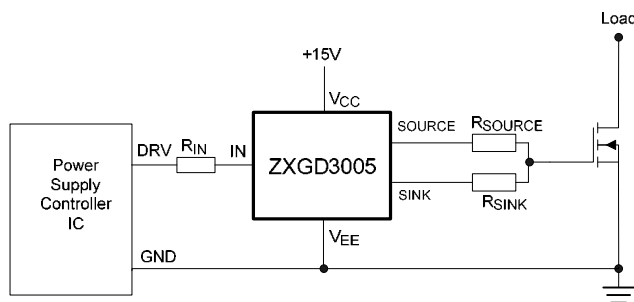 Load
+15V
VCC
Power
Supply
Controller
IC
DRV
RIN
IN
ZXGD3005
SOURCE
RSOURCE
SINK
RSINK
VEE
GND